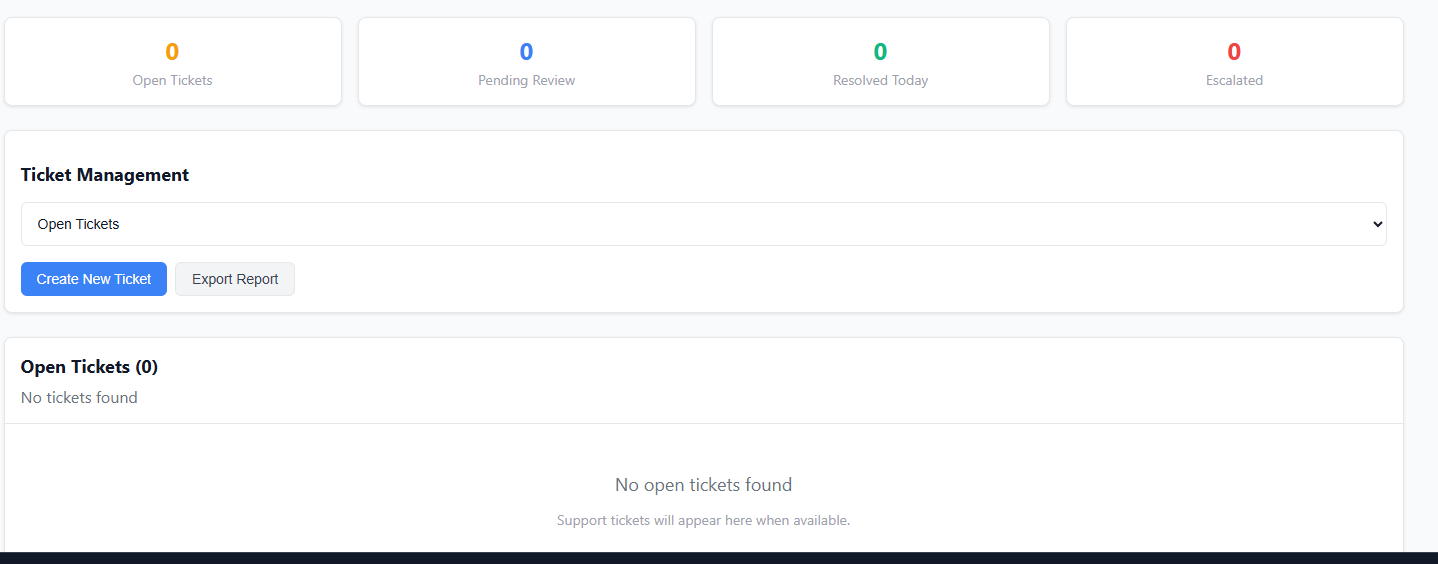 0
Open Tickets
0
Pending Review
0
Resolved Today
0
Escalated
Ticket Management
Open Tickets
Create New Ticket
Export Report
Open Tickets (0)
No tickets found
No open tickets found
Support tickets will appear here when available.